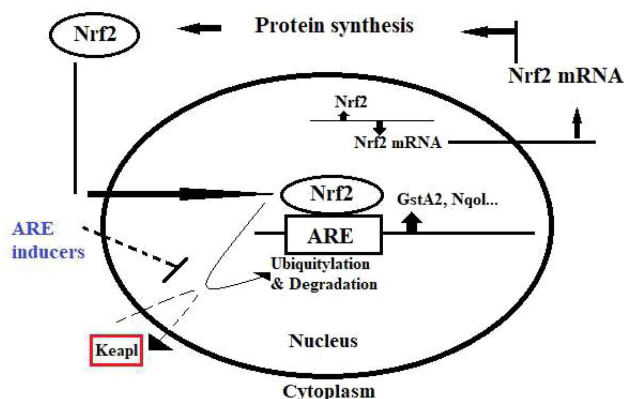 Nrf2
Protein synthesis
Nrf2 mRNA
Nrf2
Nrf2 mRNA
Nrf2
GstA2, Nqol...
ARE
ARE
inducers
Ubiquitylation
& Degradation
Keapl
Nucleus
Cytoplasm